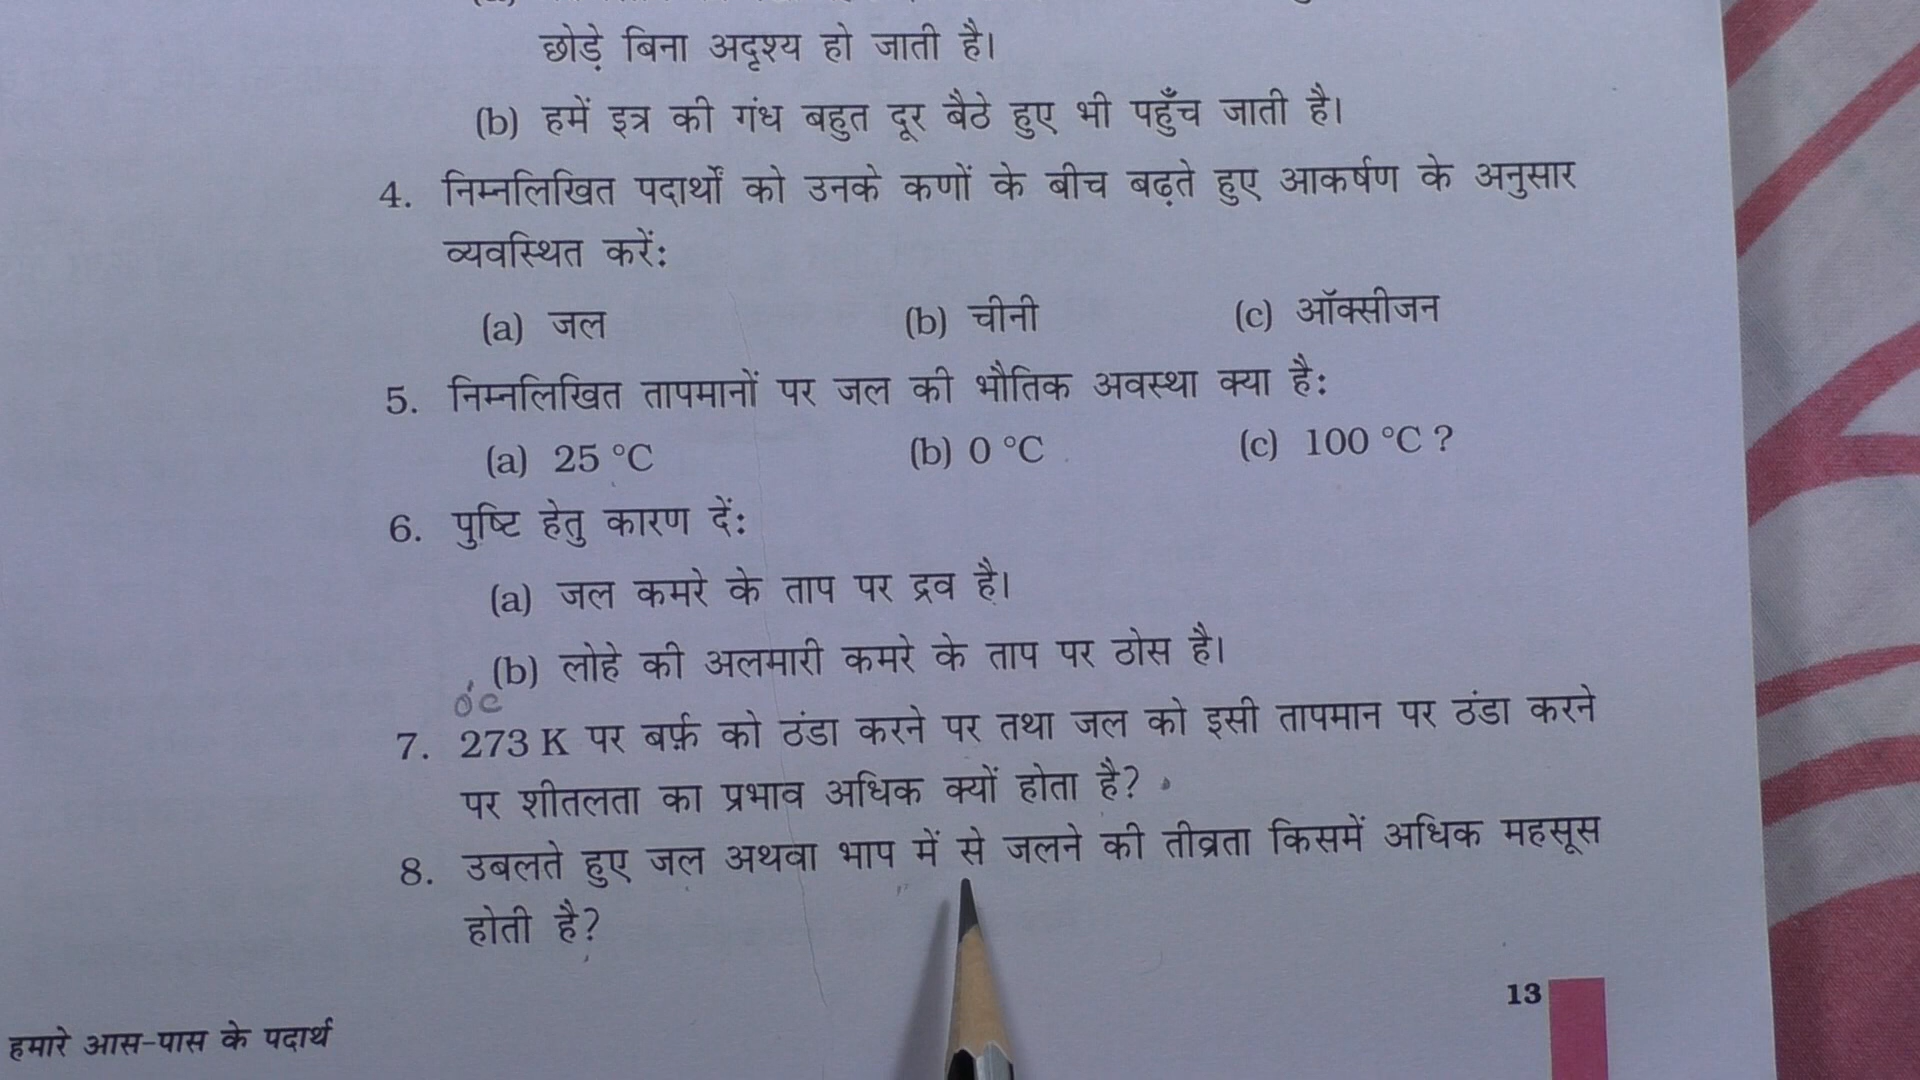 छोड़े बिना अदृश्य हो जाती है।
(b) हमें इत्र की गंध बहुत दूर बैठे हुए भी पहुँच जाती है।
4. निम्नलिखित पदार्थों को उनके कणों के बीच बढ़ते हुए आकर्षण के अनुसार
व्यवस्थित करें:
(a) जल (b) चीनी (c) ऑक्सीजन
5. निम्नलिखित तापमानों पर जल की भौतिक अवस्था क्या है:
(a) 25 °C (b) 0 °C (c) 100 °C ?
6. पुष्टि हेतु कारण दें:
(a) जल कमरे के ताप पर द्रव है।
(b) लोहे की अलमारी कमरे के ताप पर ठोस है।
0°C
7. 273 K पर बर्फ़ को ठंडा करने पर तथा जल को इसी तापमान पर ठंडा करने
पर शीतलता का प्रभाव अधिक क्यों होता है?
8. उबलते हुए जल अथवा भाप में से जलने की तीव्रता किसमें अधिक महसूस
होती है?
13
हमारे आस-पास के पदार्थ